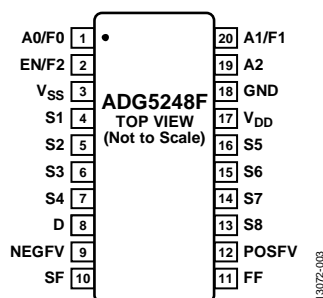 A0/F0 1
EN/F2 2
VSS 3
S1 4
S2 5
S3 6
S4 7
D 8
NEGFV 9
SF 10
ADG5248F
TOP VIEW
(Not to Scale)
20 A1/F1
19 A2
18 GND
17 VDD
16 S5
15 S6
14 S7
13 S8
12 POSFV
11 FF
13072-003